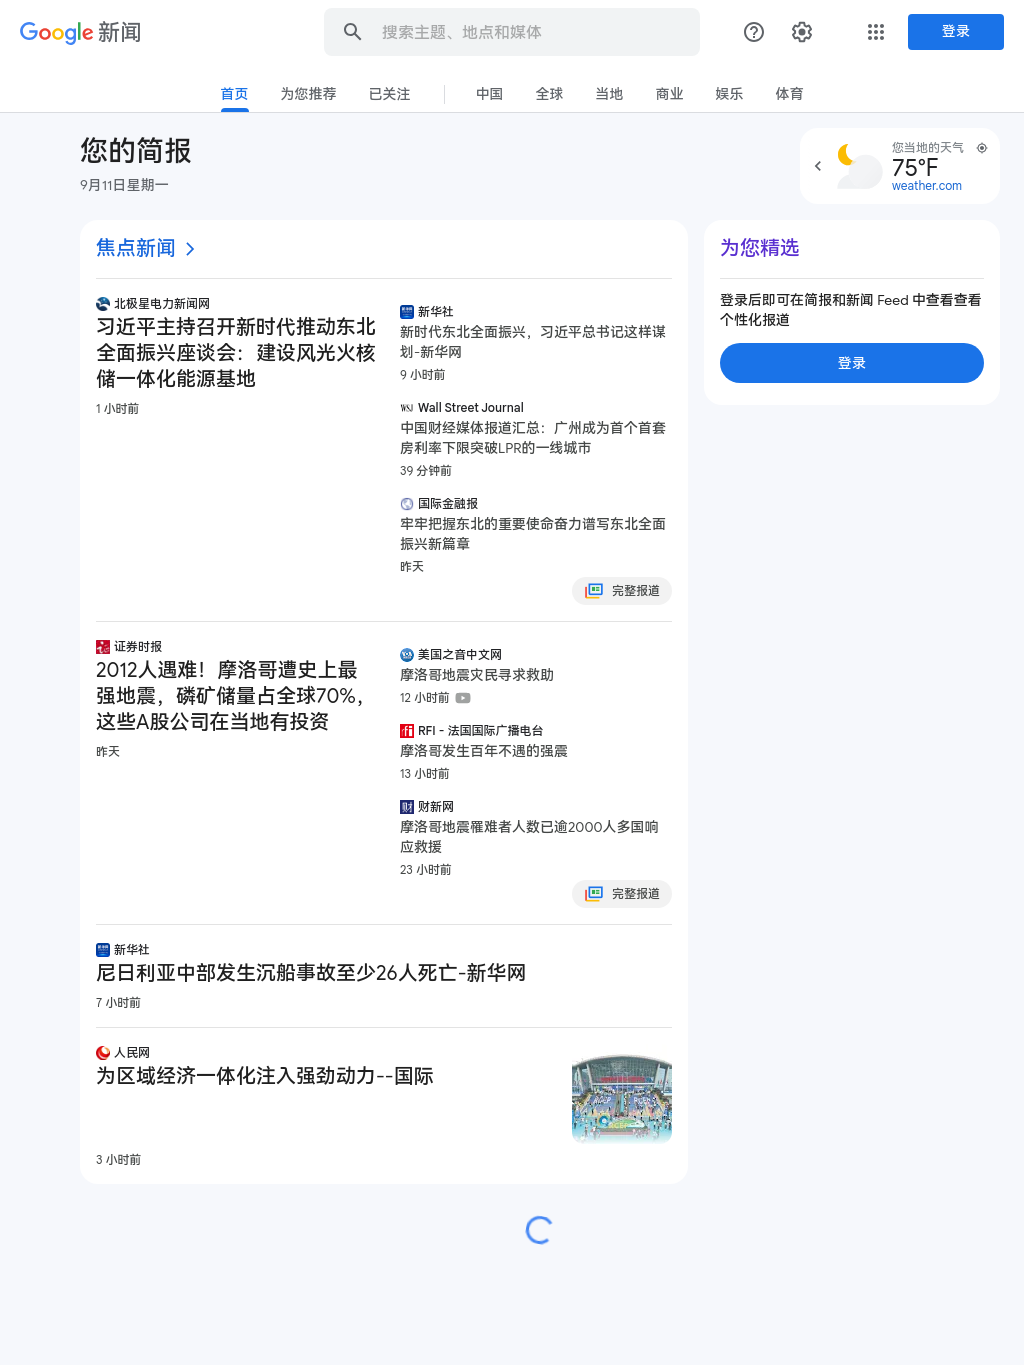 Google 新闻
搜索主题、地点和媒体
登录
首页
为您推荐
已关注
中国
全球
当地
商业
娱乐
体育
您的简报
9月11日星期一
您当地的天气
75°F
weather.com
焦点新闻
北极星电力新闻网
习近平主持召开新时代推动东北
全面振兴座谈会：建设风光火核
储一体化能源基地
1 小时前
新华社
新时代东北全面振兴，习近平总书记这样谋
划-新华网
9 小时前
WSJ Wall Street Journal
中国财经媒体报道汇总：广州成为首个首套
房利率下限突破LPR的一线城市
39 分钟前
国际金融报
牢牢把握东北的重要使命奋力谱写东北全面
振兴新篇章
昨天
完整报道
证券时报
2012人遇难！摩洛哥遭史上最
强地震，磷矿储量占全球70%，
这些A股公司在当地有投资
昨天
美国之音中文网
摩洛哥地震灾民寻求救助
12 小时前
RFI - 法国国际广播电台
摩洛哥发生百年不遇的强震
13 小时前
财 财新网
摩洛哥地震罹难者人数已逾2000人多国响
应救援
23 小时前
完整报道
新华社
尼日利亚中部发生沉船事故至少26人死亡-新华网
7 小时前
人民网
为区域经济一体化注入强劲动力--国际
3 小时前
为您精选
登录后即可在简报和新闻 Feed 中查看查看
个性化报道
登录